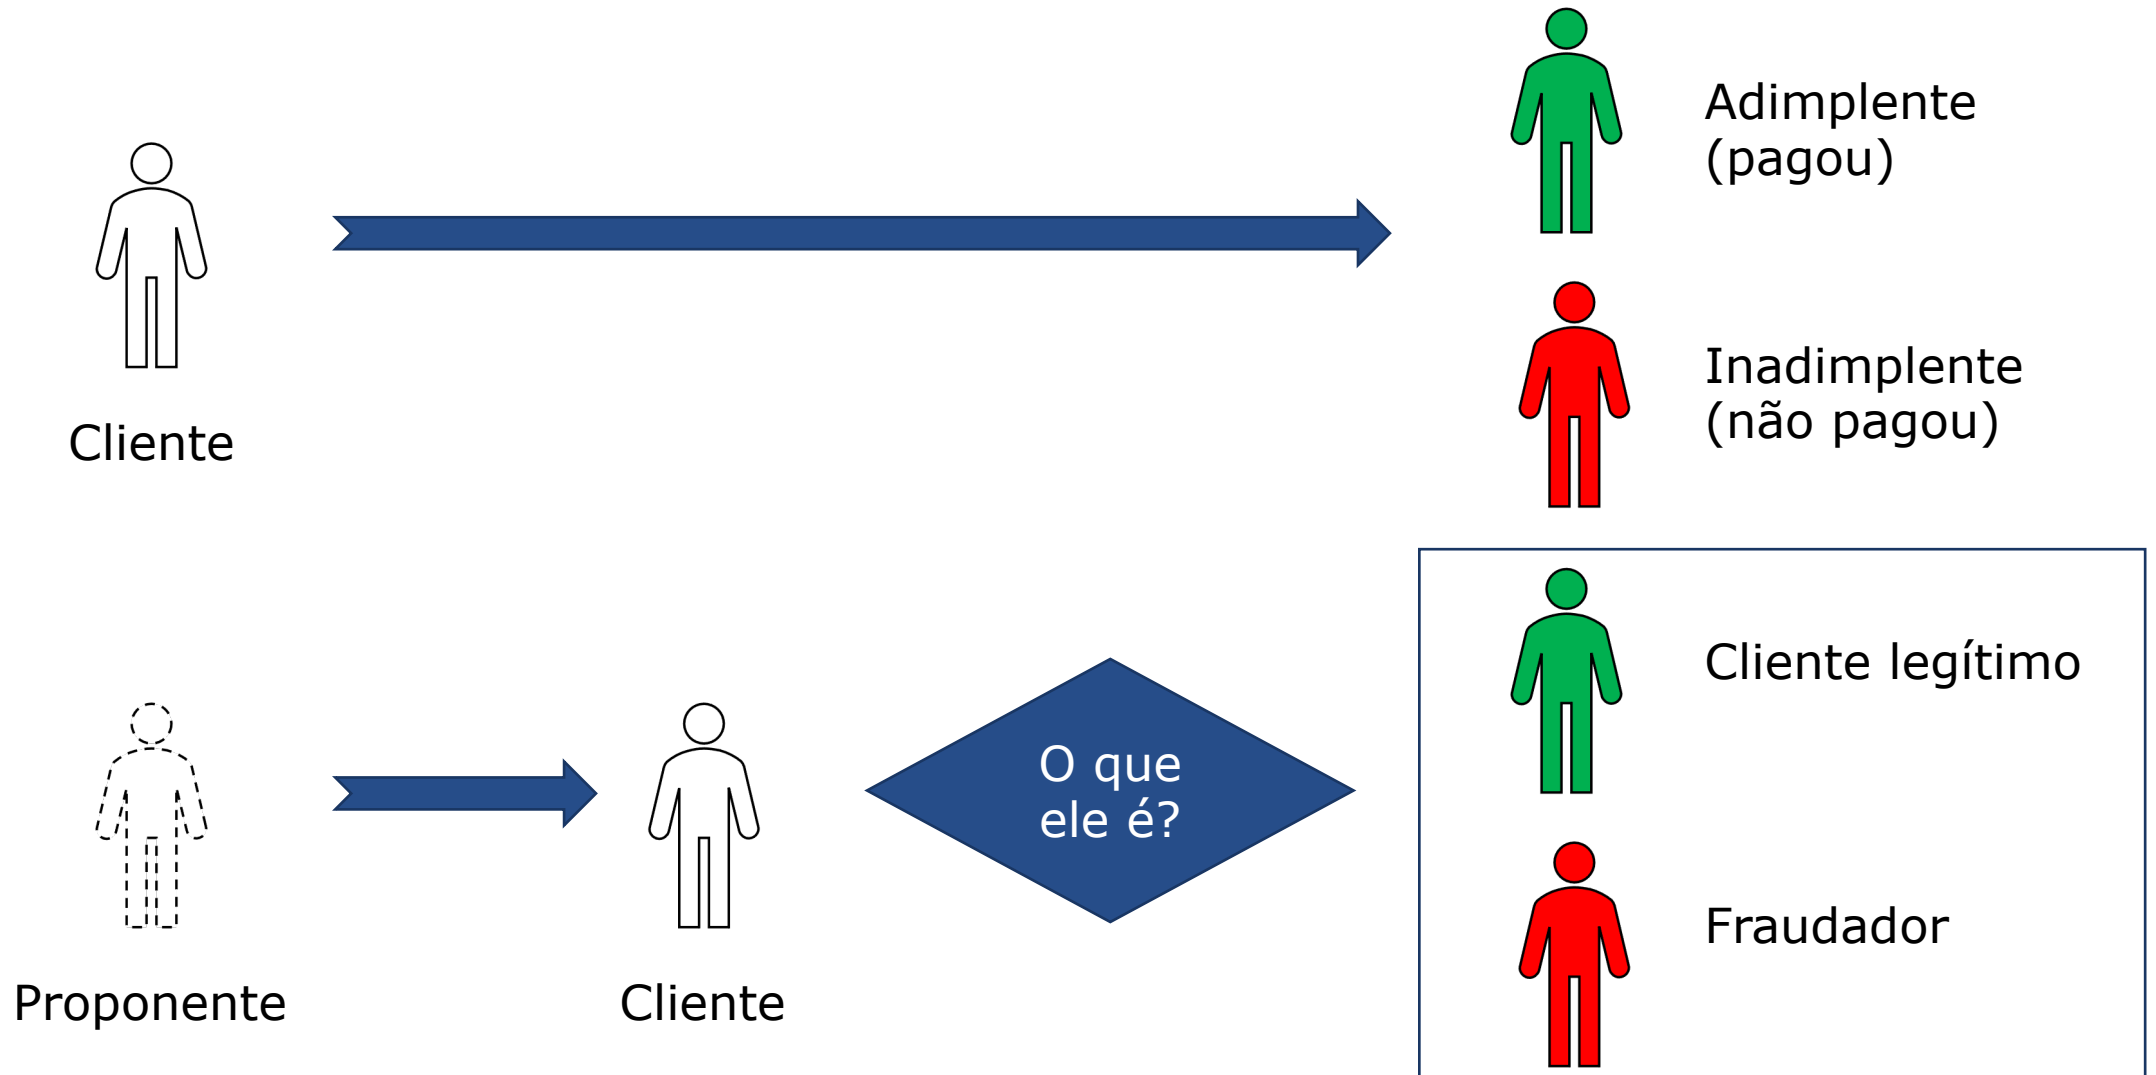 Cliente
Adimplente
(pagou)
Inadimplente
(não pagou)
Proponente
Cliente
O que
ele é?
Cliente legítimo
Fraudador